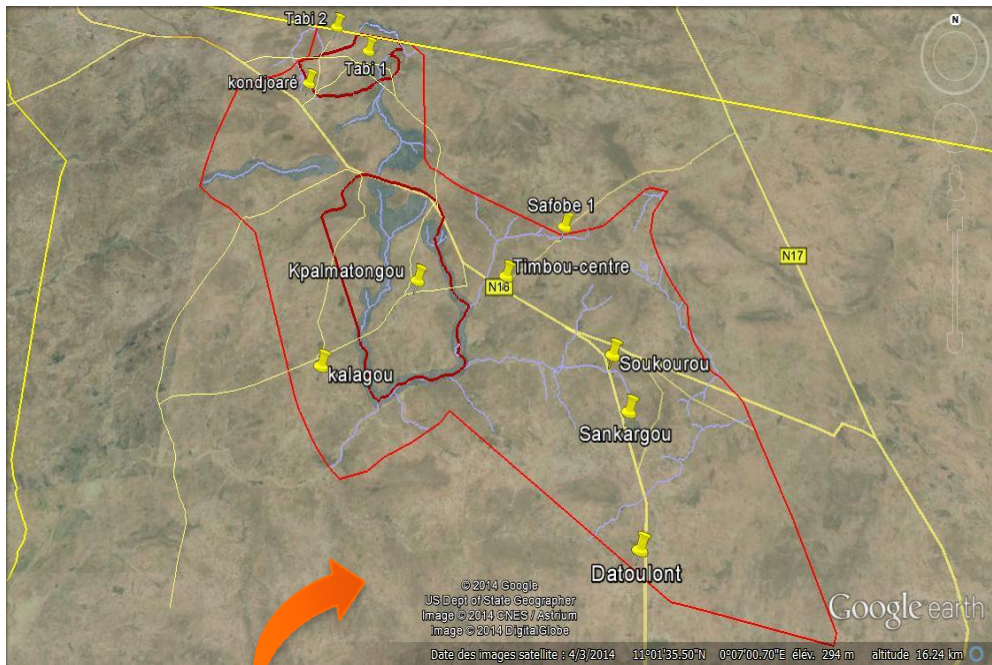 Tabi 2
N
Tabi 1
kondjoaré
Safobe 1
Kpalmatongou
Timbou-centre
N17
N16
Soukourou
kalagou
Sankargou
Datoulont
© 2014 Google
US Dept of State Geographer
Image © 2014 CNES / Astrium
Image © 2014 DigitalGlobe
Google earth
Date des images satellite : 4/3/2014 11°01'35.50"N 0°07'00.70"E élév. 294 m altitude 16.24 km